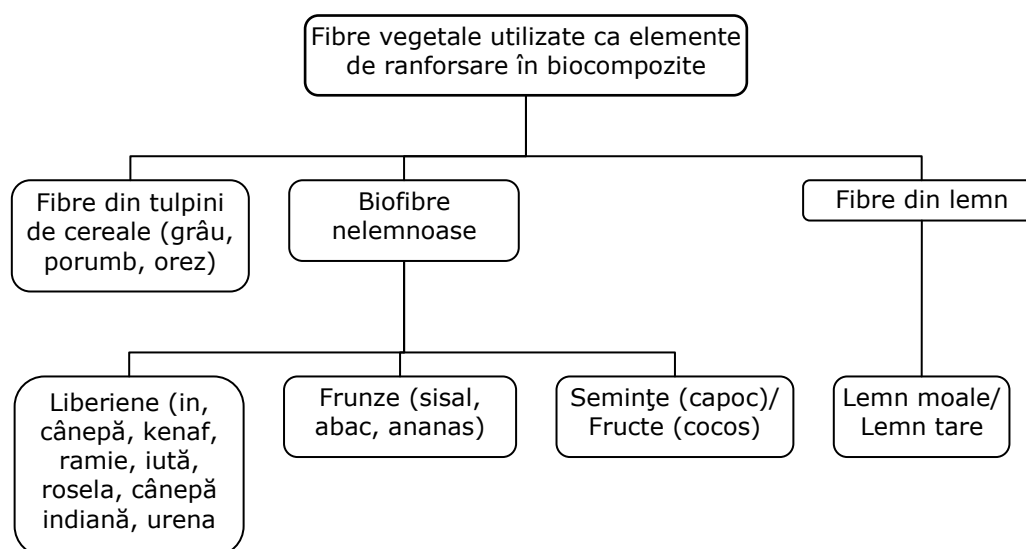 Fibre vegetale utilizate ca elemente
de ranforsare în biocompozite
Fibre din tulpini
de cereale (grâu,
porumb, orez)
Biofibre
nelemnoase
Fibre din lemn
Liberiene (in,
cânepă, kenaf,
ramie, iută,
rosela, cânepă
indiană, urena
Frunze (sisal,
abac, ananas)
Seminţe (capoc)/
Fructe (cocos)
Lemn moale/
Lemn tare